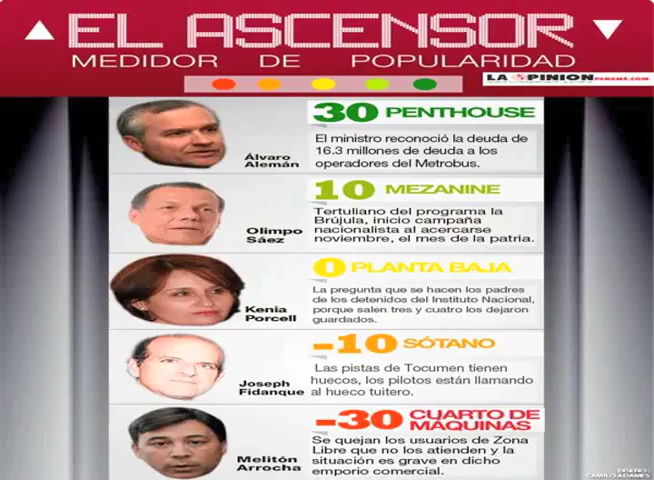 EL ASCENSOR
MEDIDOR DE POPULARIDAD
LA OPINION PANAMÁ.COM
30 PENTHOUSE
El ministro reconoció la deuda de
16.3 millones de deuda a los
operadores del Metrobus.
Álvaro
Alemán
10 MEZANINE
Tertuliano del programa la
Brújula, inicio campaña
nacionalista al acercarse
noviembre, el mes de la patria.
Olimpo
Sáez
0 PLANTA BAJA
La pregunta que se hacen los padres
de los detenidos del Instituto Nacional,
porque salen tres y cuatro los dejaron
guardados.
Kenia
Porcell
-10 SÓTANO
Las pistas de Tocumen tienen
huecos, los pilotos están llamando
al hueco tuitero.
Joseph
Fidanque
-30 CUARTO DE
MAQUINAS
Se quejan los usuarios de Zona
Libre que no los atienden y la
situación es grave en dicho
emporio comercial.
Melitón
Arrocha
DISEÑO:
CAMILO ADAMES